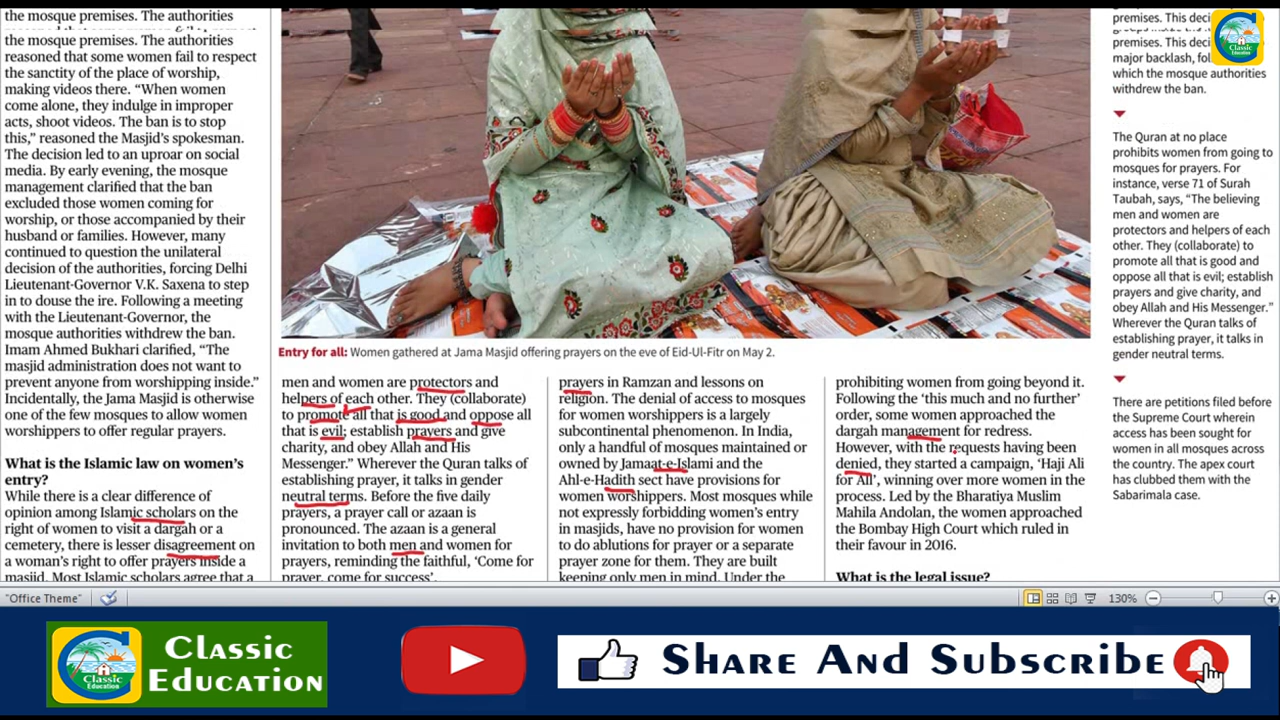 the mosque premises. The authorities
the mosque premises. The authorities
reasoned that some women fail to respect
the sanctity of the place of worship,
making videos there. “When women
come alone, they indulge in improper
acts, shoot videos. The ban is to stop
this,” reasoned the Masjid’s spokesman.
The decision led to an uproar on social
media. By early evening, the mosque
management clarified that the ban
excluded those women coming for
worship, or those accompanied by their
husband or families. However, many
continued to question the unilateral
decision of the authorities, forcing Delhi
Lieutenant-Governor V.K. Saxena to step
in to douse the ire. Following a meeting
with the Lieutenant-Governor, the
mosque authorities withdrew the ban.
Imam Ahmed Bukhari clarified, “The
masjid administration does not want to
prevent anyone from worshipping inside.”
Incidentally, the Jama Masjid is otherwise
one of the few mosques to allow women
worshippers to offer regular prayers.
What is the Islamic law on women’s
entry?
While there is a clear difference of
opinion among Islamic scholars on the
right of women to visit a dargah or a
cemetery, there is lesser disagreement on
a woman’s right to offer prayers inside a
masjid. Most Islamic scholars agree that a
Entry for all: Women gathered at Jama Masjid offering prayers on the eve of Eid-Ul-Fitr on May 2.
men and women are protectors and
helpers of each other. They (collaborate)
to promote all that is good and oppose all
that is evil; establish prayers and give
charity, and obey Allah and His
Messenger.” Wherever the Quran talks of
establishing prayer, it talks in gender
neutral terms. Before the five daily
prayers, a prayer call or azaan is
pronounced. The azaan is a general
invitation to both men and women for
prayers, reminding the faithful, ‘Come for
prayer, come for success’.
prayers in Ramzan and lessons on
religion. The denial of access to mosques
for women worshippers is a largely
subcontinental phenomenon. In India,
only a handful of mosques maintained or
owned by Jamaat-e-Islami and the
Ahl-e-Hadith sect have provisions for
women worshippers. Most mosques while
not expressly forbidding women’s entry
in masjids, have no provision for women
to do ablutions for prayer or a separate
prayer zone for them. They are built
keeping only men in mind. Under the
prohibiting women from going beyond it.
Following the ‘this much and no further’
order, some women approached the
dargah management for redress.
However, with the requests having been
denied, they started a campaign, ‘Haji Ali
for All’, winning over more women in the
process. Led by the Bharatiya Muslim
Mahila Andolan, the women approached
the Bombay High Court which ruled in
their favour in 2016.
What is the legal issue?
premises. This deci
premises. This deci
major backlash, fol
which the mosque authorities
withdrew the ban.
The Quran at no place
prohibits women from going to
mosques for prayers. For
instance, verse 71 of Surah
Taubah, says, “The believing
men and women are
protectors and helpers of each
other. They (collaborate) to
promote all that is good and
oppose all that is evil; establish
prayers and give charity, and
obey Allah and His Messenger.”
Wherever the Quran talks of
establishing prayer, it talks in
gender neutral terms.
There are petitions filed before
the Supreme Court wherein
access has been sought for
women in all mosques across
the country. The apex court
has clubbed them with the
Sabarimala case.
Classic
Education
"Office Theme"
130%
Classic
Education
Classic
Education
Share And Subscribe